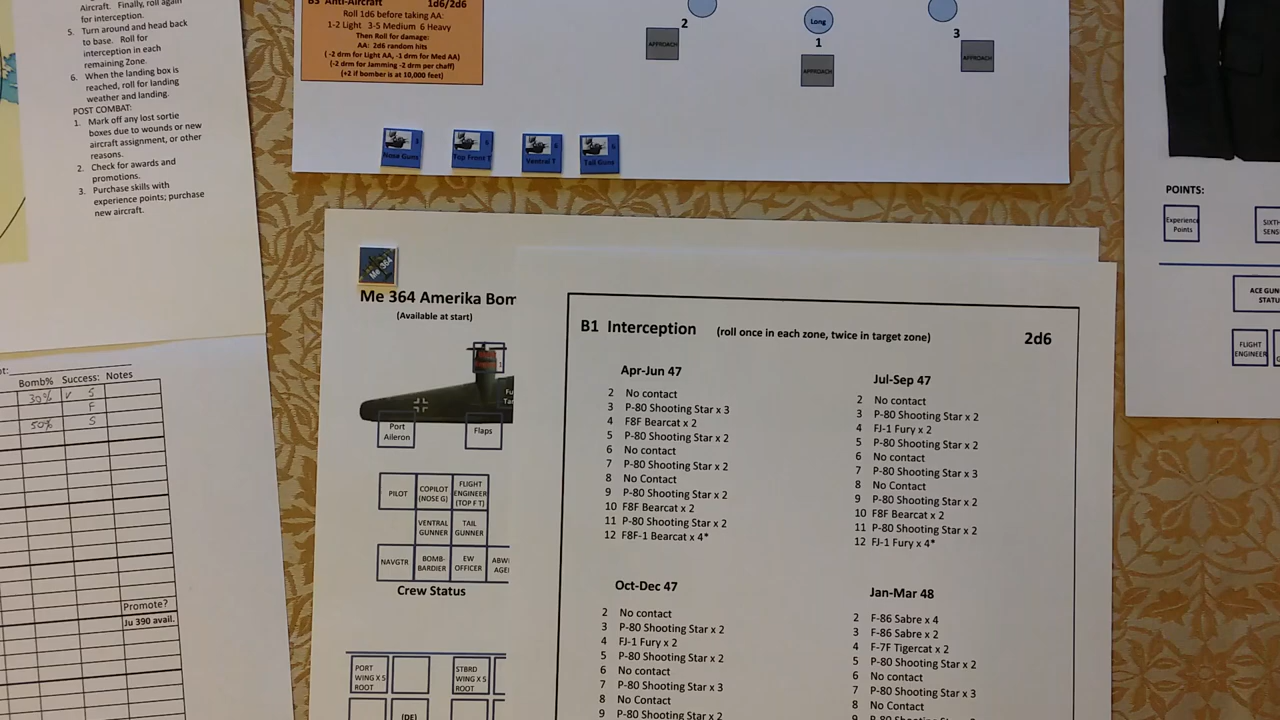 Aircraft. Finally, roll again
for interception.
5. Turn around and head back
to base. Roll for
interception in each
remaining Zone.
6. When the landing box is
reached, roll for landing
weather and landing.
POST COMBAT:
1. Mark off any lost sortie
boxes due to wounds or new
aircraft assignment, or other
reasons.
2. Check for awards and
promotions.
3. Purchase skills with
experience points; purchase
new aircraft.
B3 Anti-Aircraft 1d6/2d6
Roll 1d6 before taking AA:
1-2 Light 3-5 Medium 6 Heavy
Then Roll for damage:
AA: 2d6 random hits
( -2 drm for Light AA, -1 drm for Med AA)
(-2 drm for Jamming -2 drm per chaff)
(+2 if bomber is at 10,000 feet)
2
APPROACH
Long
1
APPROACH
3
APPROACH
Nose Guns
Top Front T
Ventral T
Tail Guns
POINTS:
Experience
Points
SIXTH
SENS
ACE GUN
STATU
FLIGHT
ENGINEER
Bomb% Success: Notes
30% √ S
F
50% S
Promote?
Ju 390 avail.
Me 364
Me 364 Amerika Bom
(Available at start)
Fu
Tan
Port
Aileron
Flaps
PILOT
COPILOT
(NOSE G)
FLIGHT
ENGINEER
(TOP F T)
VENTRAL
GUNNER
TAIL
GUNNER
NAVGTR
BOMB-
BARDIER
EW
OFFICER
ABW
AGE
Crew Status
PORT
WING X 5
ROOT
STBRD
WING X 5
ROOT
(DE)
B1 Interception (roll once in each zone, twice in target zone) 2d6
Apr-Jun 47
2 No contact
3 P-80 Shooting Star x 3
4 F8F Bearcat x 2
5 P-80 Shooting Star x 2
6 No contact
7 P-80 Shooting Star x 2
8 No Contact
9 P-80 Shooting Star x 2
10 F8F Bearcat x 2
11 P-80 Shooting Star x 2
12 F8F-1 Bearcat x 4*
Jul-Sep 47
2 No contact
3 P-80 Shooting Star x 2
4 FJ-1 Fury x 2
5 P-80 Shooting Star x 2
6 No contact
7 P-80 Shooting Star x 3
8 No Contact
9 P-80 Shooting Star x 2
10 F8F Bearcat x 2
11 P-80 Shooting Star x 2
12 FJ-1 Fury x 4*
Oct-Dec 47
2 No contact
3 P-80 Shooting Star x 2
4 FJ-1 Fury x 2
5 P-80 Shooting Star x 2
6 No contact
7 P-80 Shooting Star x 3
8 No Contact
9 P-80 Shooting Star x 2
Jan-Mar 48
2 F-86 Sabre x 4
3 F-86 Sabre x 2
4 F-7F Tigercat x 2
5 P-80 Shooting Star x 2
6 No contact
7 P-80 Shooting Star x 3
8 No Contact
9 P-80 Shooting Star x 2